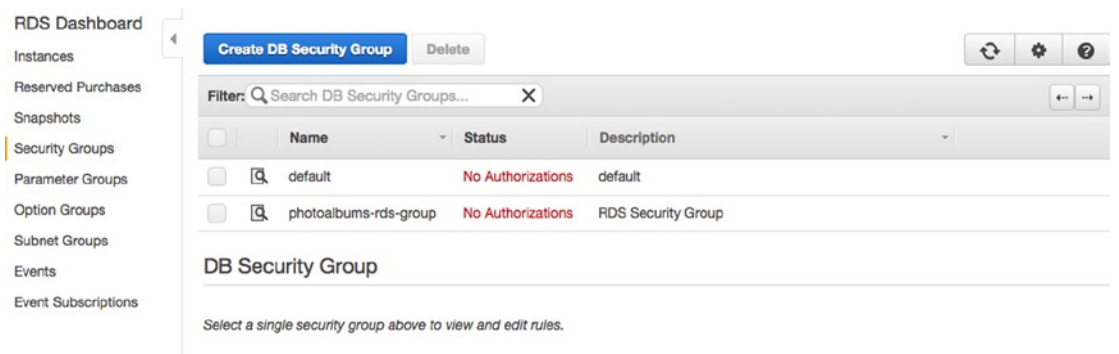 RDS Dashboard
Instances
Reserved Purchases
Snapshots
Security Groups
Parameter Groups
Option Groups
Subnet Groups
Events
Event Subscriptions
Create DB Security Group Delete
Filter: Search DB Security Groups...
Name Status Description
default No Authorizations default
photoalbums-rds-group No Authorizations RDS Security Group
DB Security Group
Select a single security group above to view and edit rules.